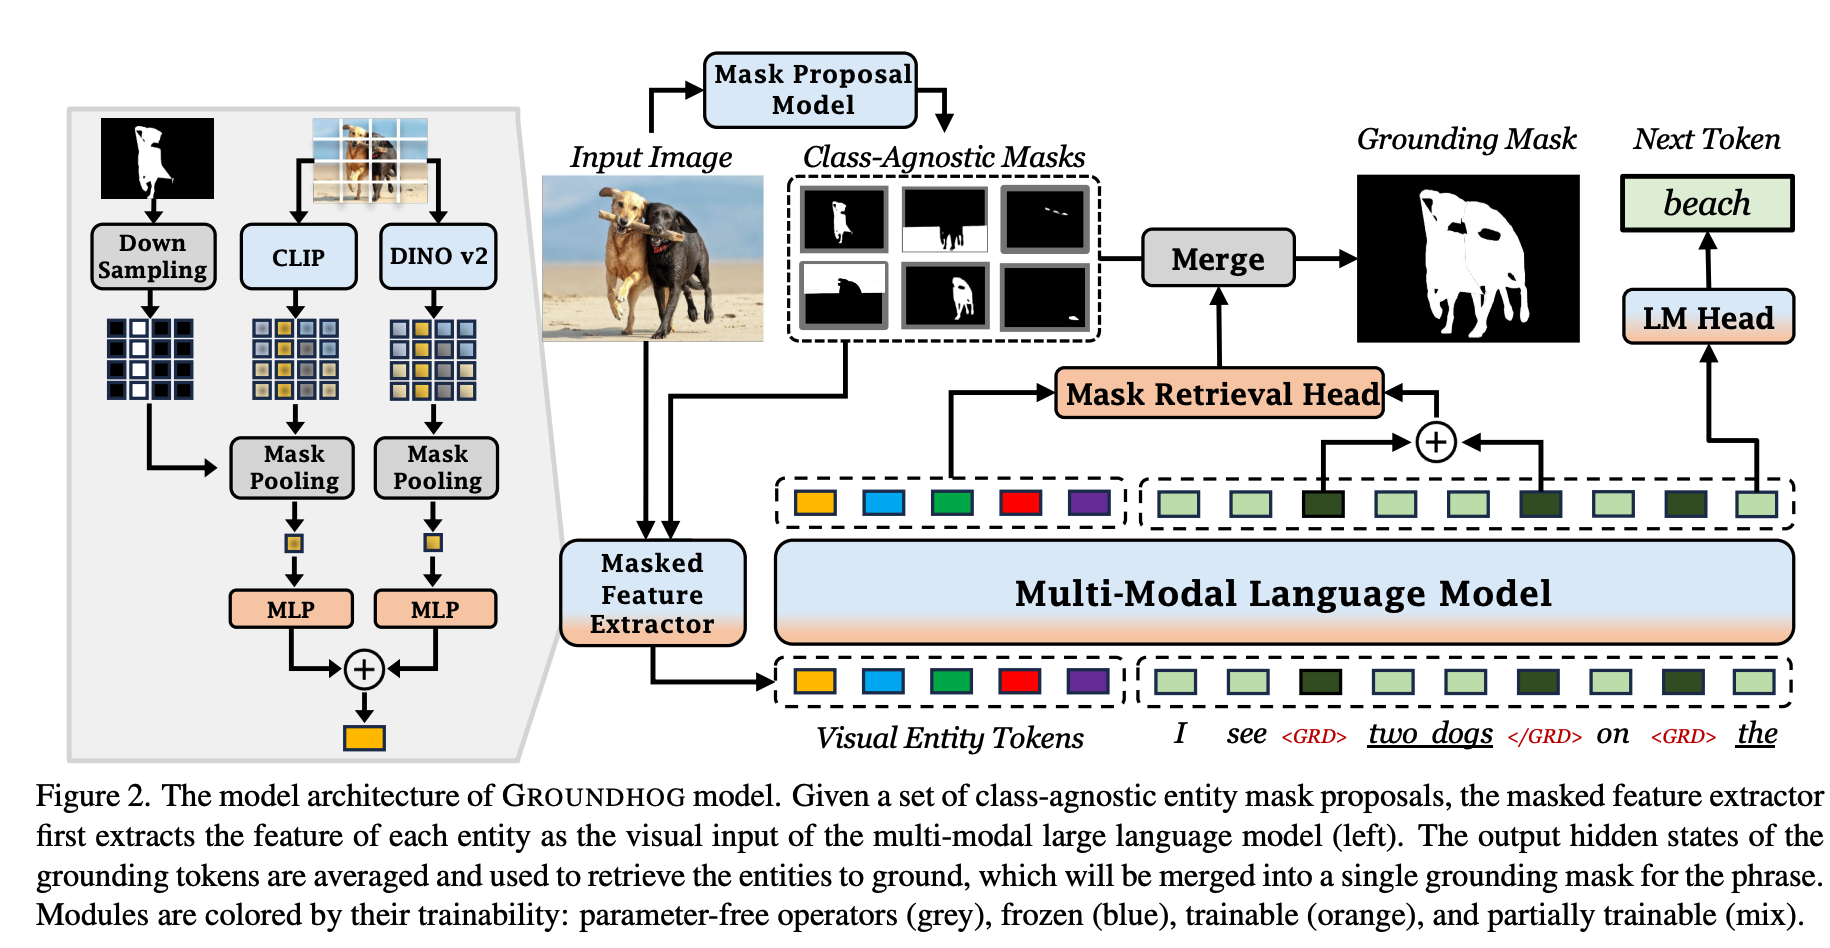 Mask Proposal
Model
Input Image
Class-Agnostic Masks
Grounding Mask
Next Token
beach
Down
Sampling
CLIP
DINO v2
Merge
LM Head
Mask Retrieval Head
Mask
Pooling
Mask
Pooling
MLP
MLP
Masked
Feature
Extractor
Multi-Modal Language Model
Visual Entity Tokens
I see <GRD> two dogs </GRD> on <GRD> the
Figure 2. The model architecture of GROUNDHOG model. Given a set of class-agnostic entity mask proposals, the masked feature extractor
first extracts the feature of each entity as the visual input of the multi-modal large language model (left). The output hidden states of the
grounding tokens are averaged and used to retrieve the entities to ground, which will be merged into a single grounding mask for the phrase.
Modules are colored by their trainability: parameter-free operators (grey), frozen (blue), trainable (orange), and partially trainable (mix).